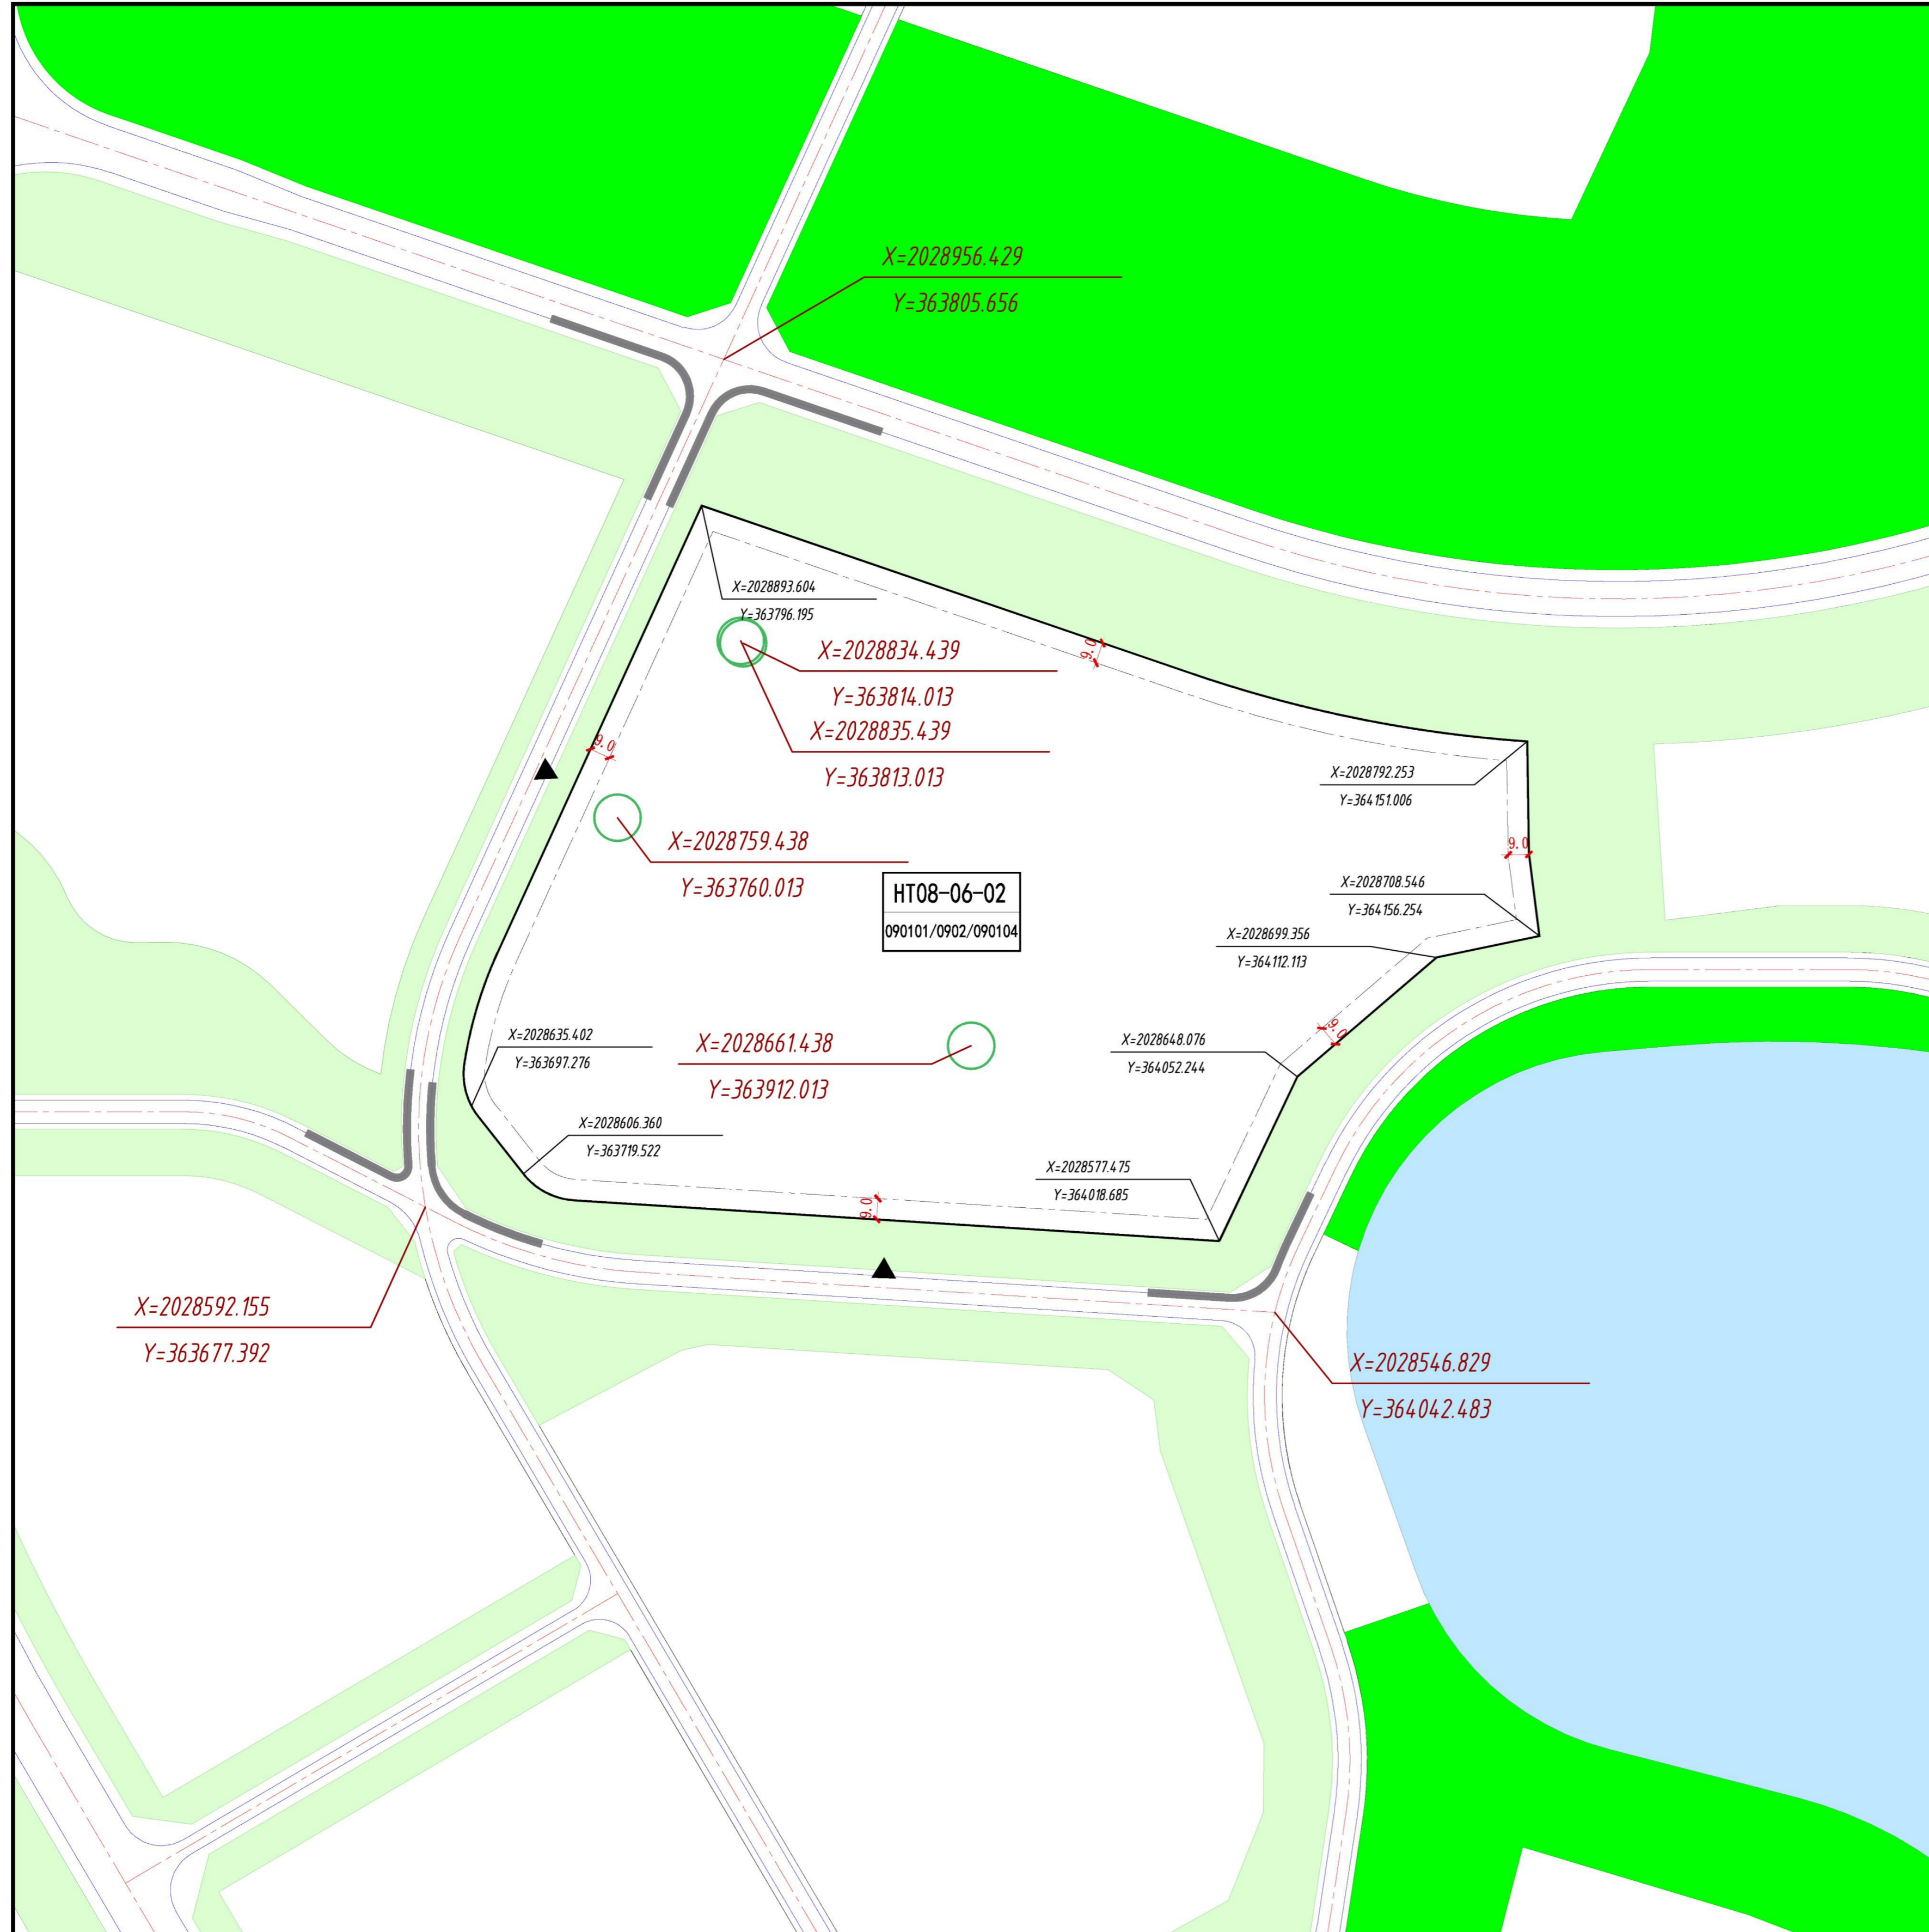 X=2028956.429
Y=363805.656
X=2028893.604
Y=363796.195
9.0
X=2028834.439
Y=363814.013
X=2028835.439
Y=363813.013
9.0
X=2028792.253
Y=364151.006
X=2028759.438
Y=363760.013
9.0
HT08-06-02
090101/0902/090104
X=2028708.546
Y=364156.254
X=2028699.356
Y=364112.113
X=2028635.402
Y=363697.276
X=2028661.438
Y=363912.013
9.0
X=2028648.076
Y=364052.244
X=2028606.360
Y=363719.522
X=2028577.475
Y=364018.685
9.0
X=2028592.155
Y=363677.392
X=2028546.829
Y=364042.483